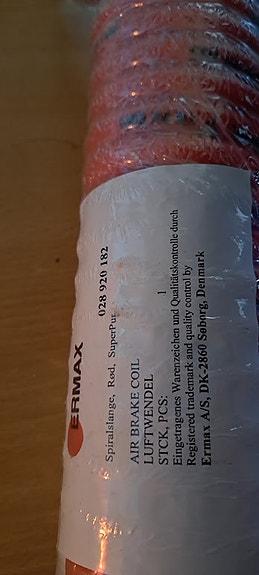 ERMAX
028 920 182
Spiralslange, Rød, SuperPur
AIR BRAKE COIL
LUFTWENDEL
STCK, PCS: 1
Eingetragenes Warenzeichen und Qualitätskontrolle durch
Registered trademark and quality control by
Ermax A/S, DK-2860 Søborg, Denmark